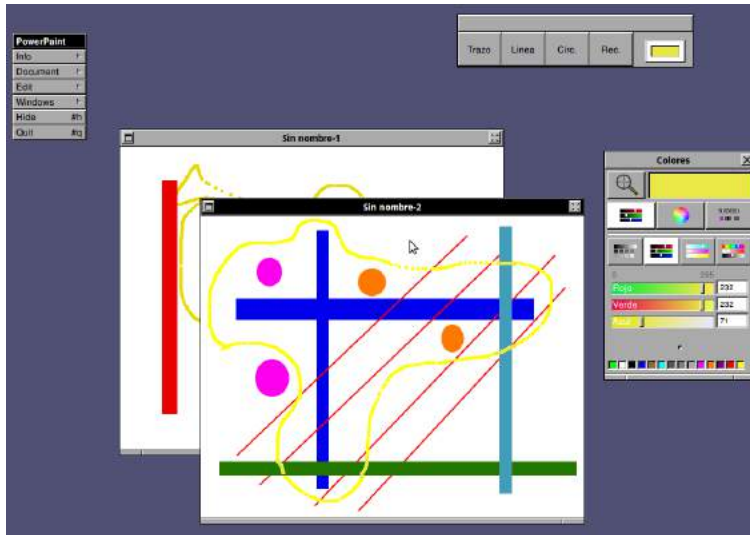 PowerPaint
Info
Document
Edit
Windows
Hide #h
Quit #q
Trazo Linea Circ. Rec.
Sin nombre-1
Sin nombre-2
Colores
0 255
Rojo 232
Verde 232
Azul 71